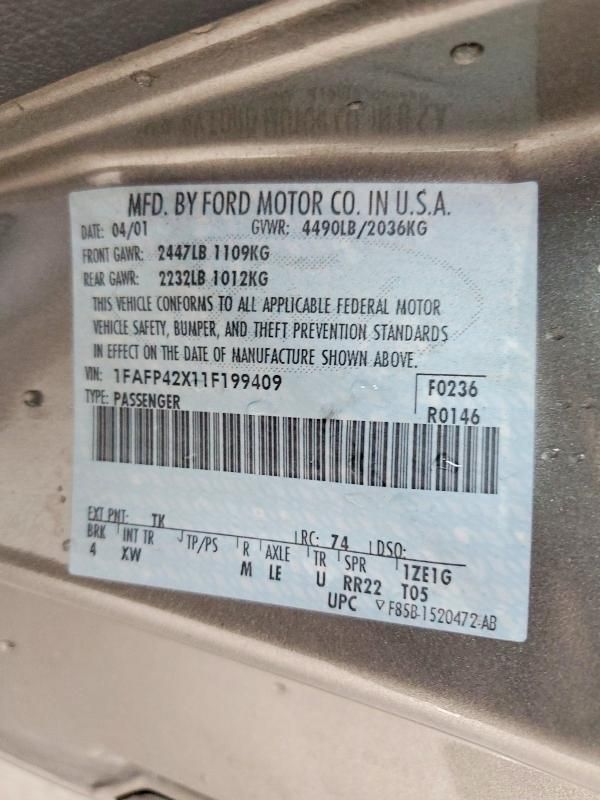 MFD. BY FORD MOTOR CO. IN U.S.A.
DATE: 04/01 GVWR: 4490LB/2036KG
FRONT GAWR: 2447LB 1109KG
REAR GAWR: 2232LB 1012KG
THIS VEHICLE CONFORMS TO ALL APPLICABLE FEDERAL MOTOR
VEHICLE SAFETY, BUMPER, AND THEFT PREVENTION STANDARDS
IN EFFECT ON THE DATE OF MANUFACTURE SHOWN ABOVE.
VIN: 1FAFP42X11F199409
F0236
TYPE: PASSENGER
R0146
EXT PNT: TK RC: 74 DSO:
BRK INT TR TP/PS R AXLE TR SPR 1ZE1G
4 XW M LE U RR22 T05
UPC ▽ F85B-1520472-AB